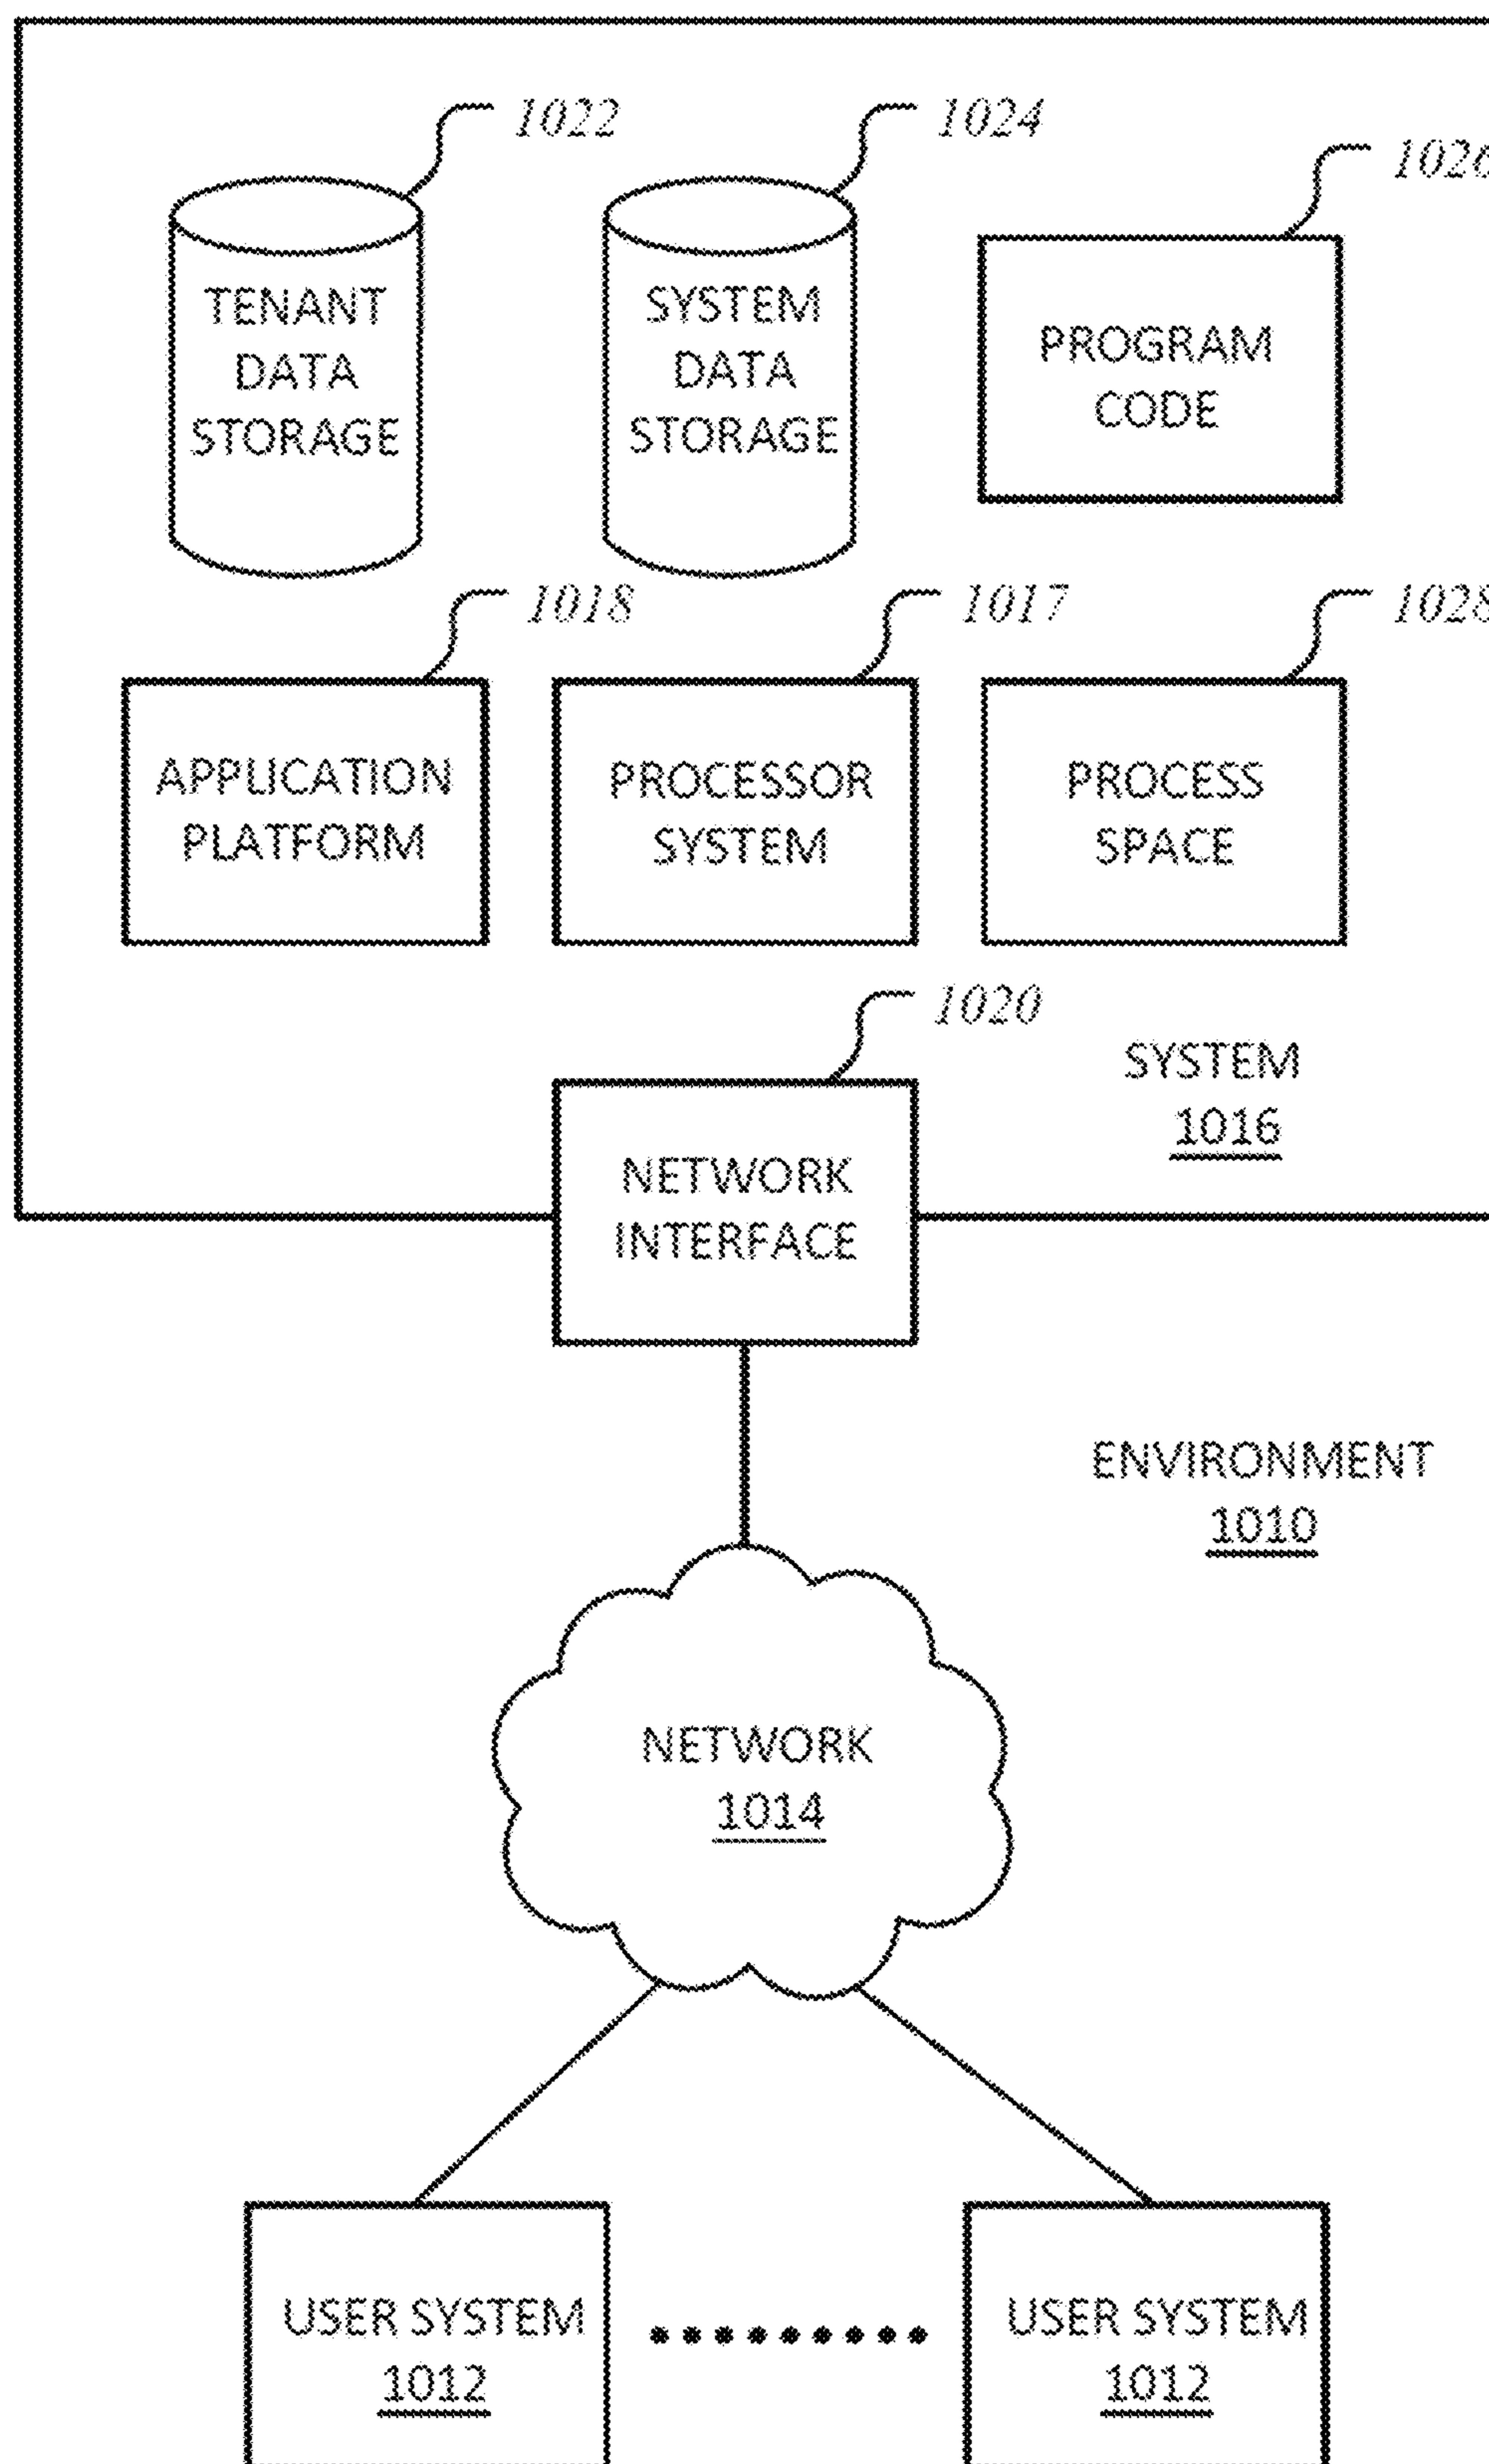 1022
1024
1026
TENANT
DATA
STORAGE
SYSTEM
DATA
STORAGE
PROGRAM
CODE
1018
1017
1028
APPLICATION
PLATFORM
PROCESSOR
SYSTEM
PROCESS
SPACE
1020
SYSTEM
1016
NETWORK
INTERFACE
ENVIRONMENT
1010
NETWORK
1014
USER SYSTEM
1012
USER SYSTEM
1012